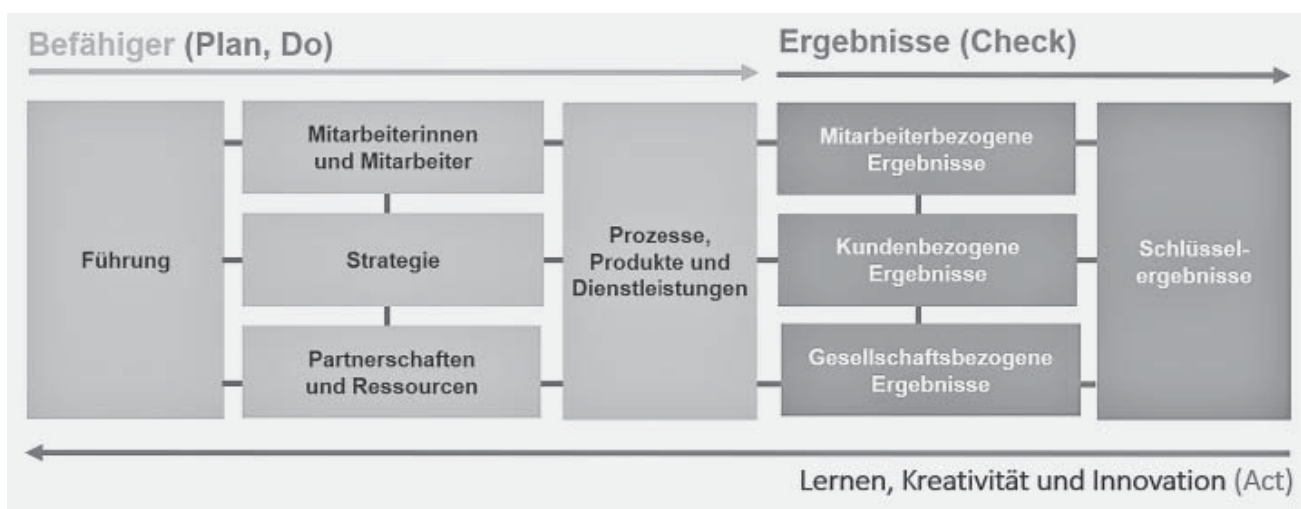 Befähiger (Plan, Do)
Ergebnisse (Check)
Führung
Mitarbeiterinnen
und Mitarbeiter
Strategie
Partnerschaften
und Ressourcen
Prozesse,
Produkte und
Dienstleistungen
Mitarbeiterbezogene
Ergebnisse
Kundenbezogene
Ergebnisse
Gesellschaftsbezogene
Ergebnisse
Schlüssel-
ergebnisse
Lernen, Kreativität und Innovation (Act)